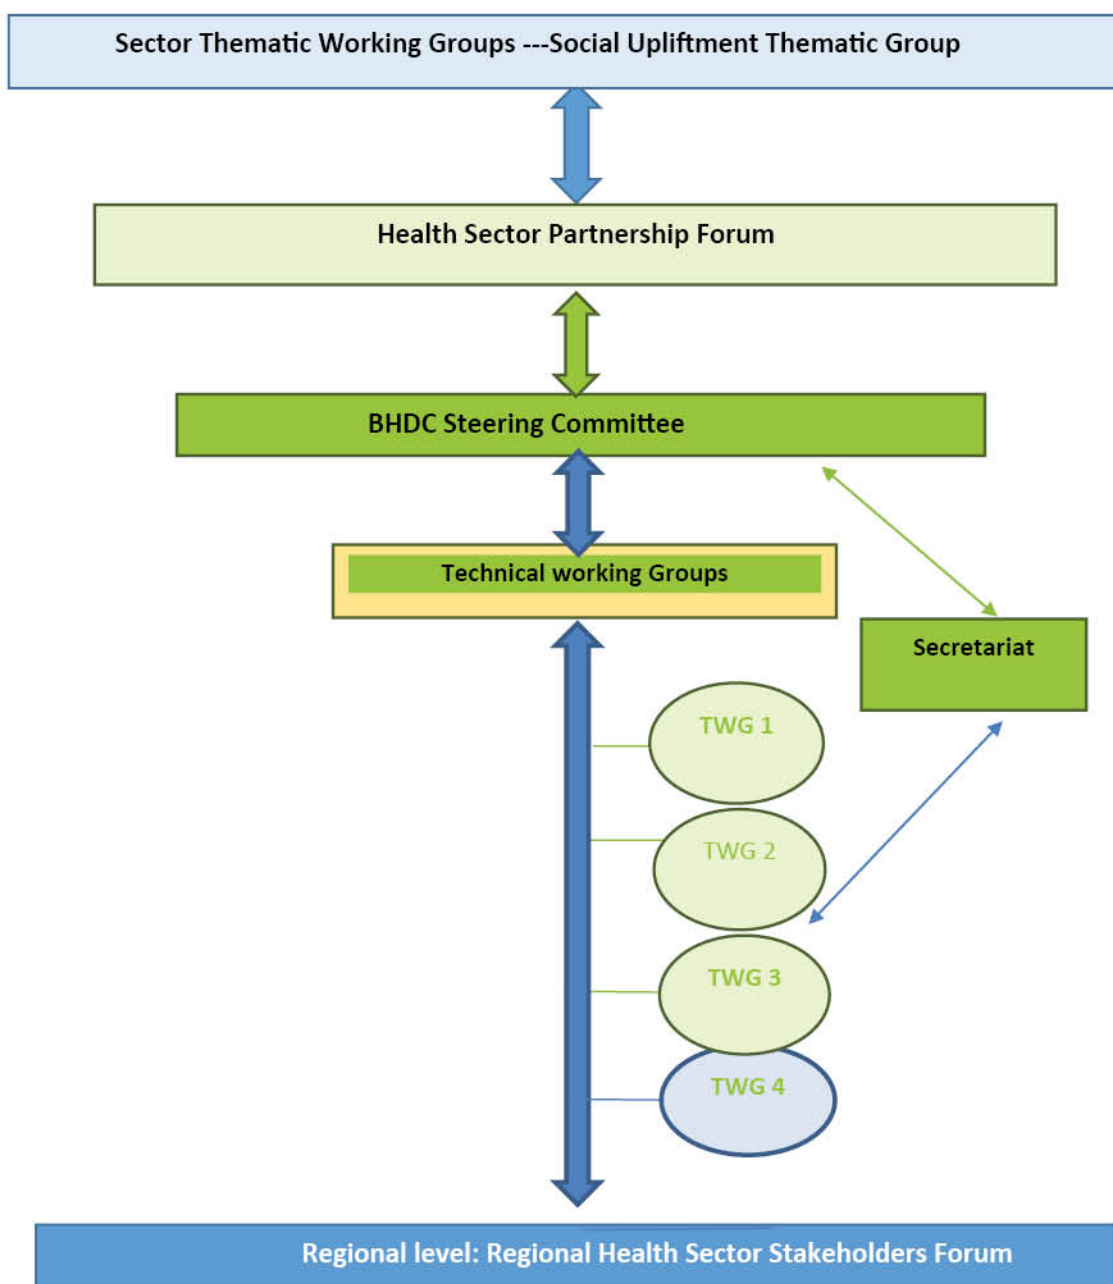 Sector Thematic Working Groups ---Social Upliftment Thematic Group
Health Sector Partnership Forum
BHDC Steering Committee
Technical working Groups
Secretariat
TWG 1
TWG 2
TWG 3
TWG 4
Regional level: Regional Health Sector Stakeholders Forum